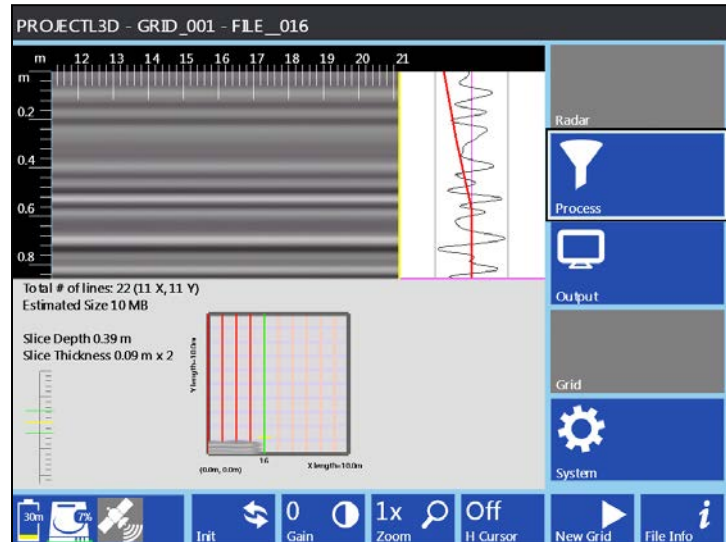 PROJECTL3D - GRID_001 - FILE__016
m 12 13 14 15 16 17 18 19 20 21
m
0.2
0.4
0.6
0.8
Total # of lines: 22 (11 X, 11 Y)
Estimated Size 10 MB
Slice Depth 0.39 m
Slice Thickness 0.09 m x 2
Y length=10.0m
(0.0m, 0.0m)
16
X length=10.0m
Radar
Process
Output
Grid
System
30m
7%
Init
0
Gain
1x
Zoom
Off
H Cursor
New Grid
i
File Info